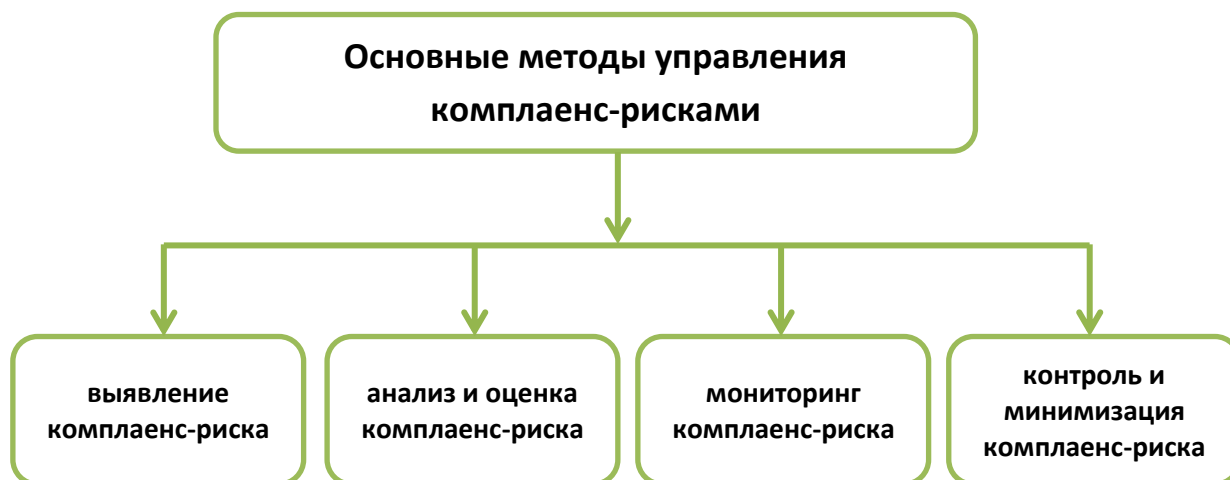 Основные методы управления
комплаенс-рисками
выявление
комплаенс-риска
анализ и оценка
комплаенс-риска
мониторинг
комплаенс-риска
контроль и
минимизация
комплаенс-риска